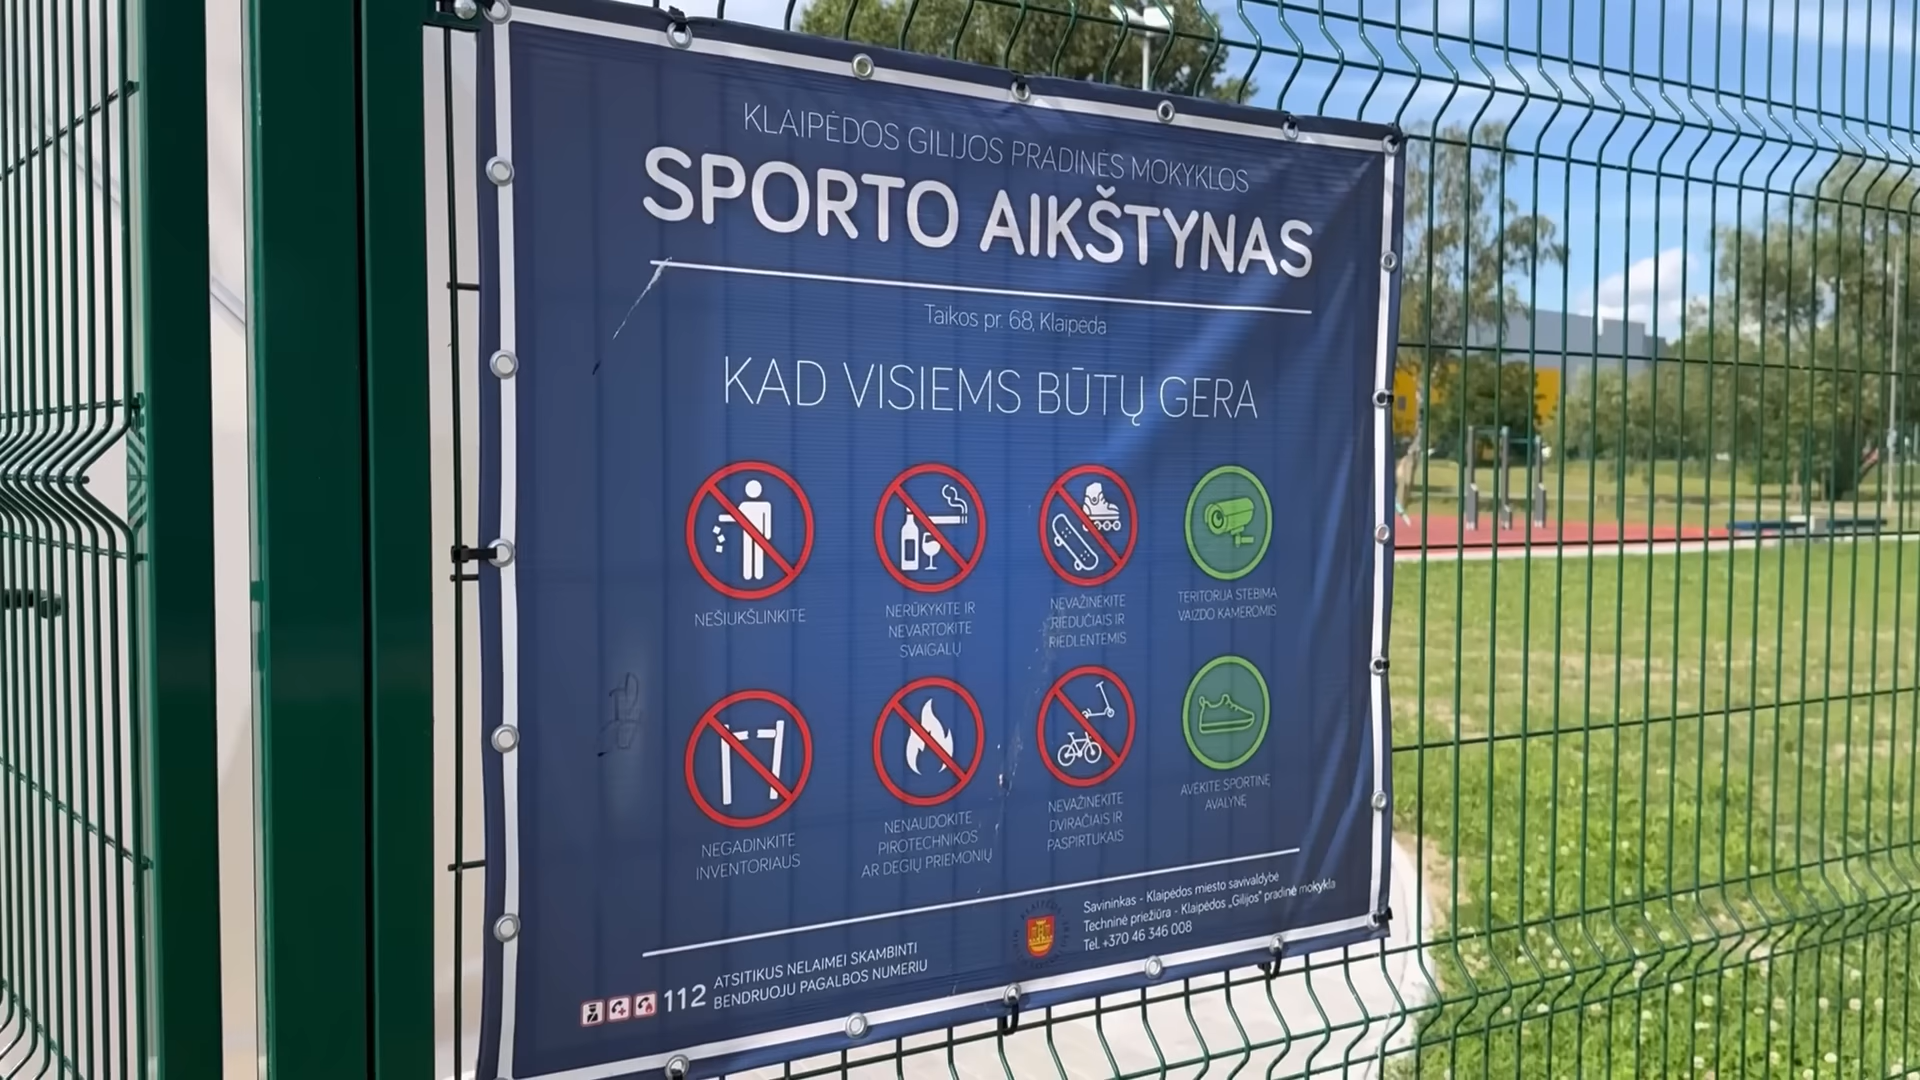 KLAIPĖDOS GILIJOS PRADINĖS MOKYKLOS
SPORTO AIKŠTYNAS
Taikos pr. 68, Klaipėda
KAD VISIEMS BŪTŲ GERA
NEŠIUKŠLINKITE
NERŪKYKITE IR
NEVARTOKITE
SVAIGALŲ
NEVAŽINĖKITE
RIEDUČIAIS IR
RIEDLENTĖMIS
TERITORIJA STEBIMA
VAIZDO KAMEROMIS
NEGADINKITE
INVENTORIAUS
NENAUDOKITE
PIROTECHNIKOS
AR DEGIŲ PRIEMONIŲ
NEVAŽINĖKITE
DVIRAČIAIS IR
PASPIRTUKAIS
AVĖKITE SPORTINĘ
AVALYNĘ
112 ATSITIKUS NELAIMEI SKAMBINTI
BENDRUOJU PAGALBOS NUMERIU
Savininkas - Klaipėdos miesto savivaldybė
Techninė priežiūra - Klaipėdos „Gilijos" pradinė mokykla
Tel. +370 46 346 008